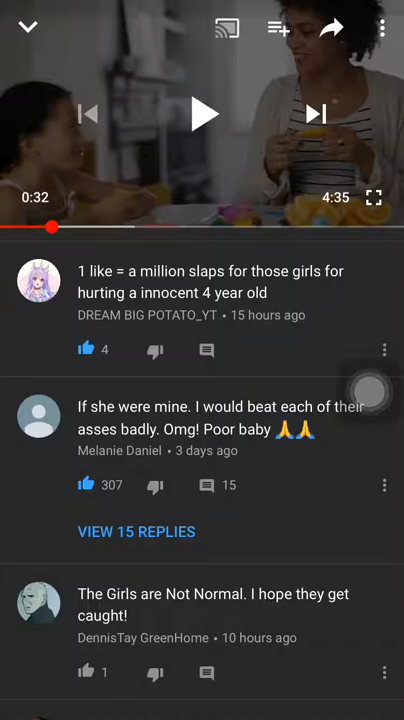 0:32
4:35
1 like = a million slaps for those girls for
hurting a innocent 4 year old
DREAM BIG POTATO_YT • 15 hours ago
4
If she were mine. I would beat each of their
asses badly. Omg! Poor baby 🙏🙏
Melanie Daniel • 3 days ago
307
15
VIEW 15 REPLIES
The Girls are Not Normal. I hope they get
caught!
DennisTay GreenHome • 10 hours ago
1